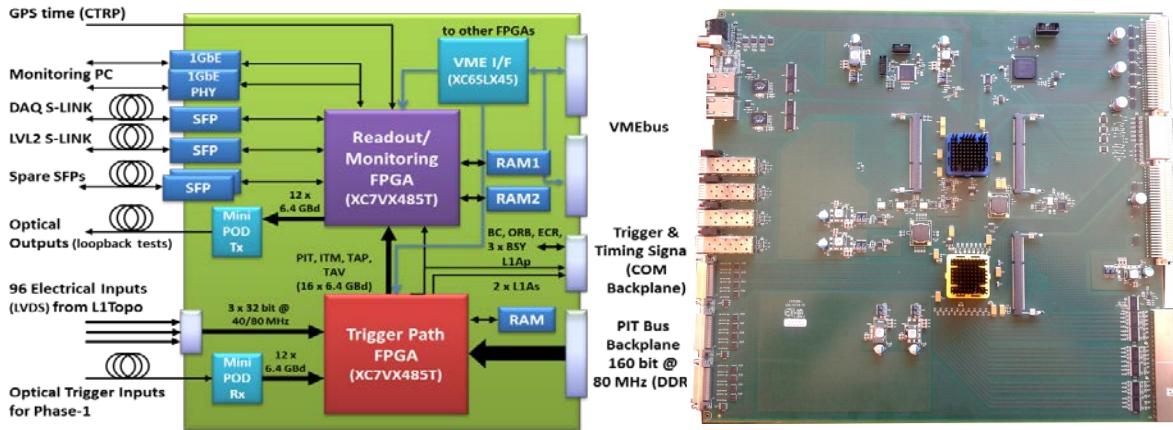 GPS time (CTRP)
to other FPGAs
1GbE
1GbE
PHY
VME I/F
(XC6SLX45)
Monitoring PC
DAQ S-LINK
SFP
LVL2 S-LINK
SFP
Spare SFPs
SFP
Readout/
Monitoring
FPGA
(XC7VX485T)
RAM1
RAM2
VMEbus
12 x
6.4 GBd
Mini
POD
Tx
Optical
Outputs (loopback tests)
PIT, ITM, TAP,
TAV
(16 x 6.4 GBd)
BC, ORB, ECR,
3 x BSY
L1Ap
2 x L1As
Trigger &
Timing Signa
(COM
Backplane)
96 Electrical Inputs
(LVDS) from L1Topo
3 x 32 bit @
40/80 MHz
Trigger Path
FPGA
(XC7VX485T)
RAM
PIT Bus
Backplane
160 bit @
80 MHz (DDR
12 x
6.4 GBd
Mini
POD
Rx
Optical Trigger Inputs
for Phase-1